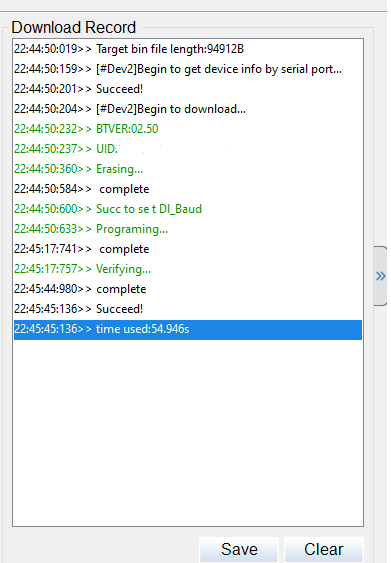 Download Record
22:44:50:019>> Target bin file length:94912B
22:44:50:159>> [#Dev2]Begin to get device info by serial port...
22:44:50:201>> Succeed!
22:44:50:204>> [#Dev2]Begin to download...
22:44:50:232>> BTVER:02.50
22:44:50:237>> UID.
22:44:50:360>> Erasing...
22:44:50:584>> complete
22:44:50:600>> Succ to set DI_Baud
22:44:50:633>> Programing...
22:45:17:741>> complete
22:45:17:757>> Verifying...
22:45:44:980>> complete
22:45:45:136>> Succeed!
22:45:45:136>> time used:54.946s
»
Save Clear